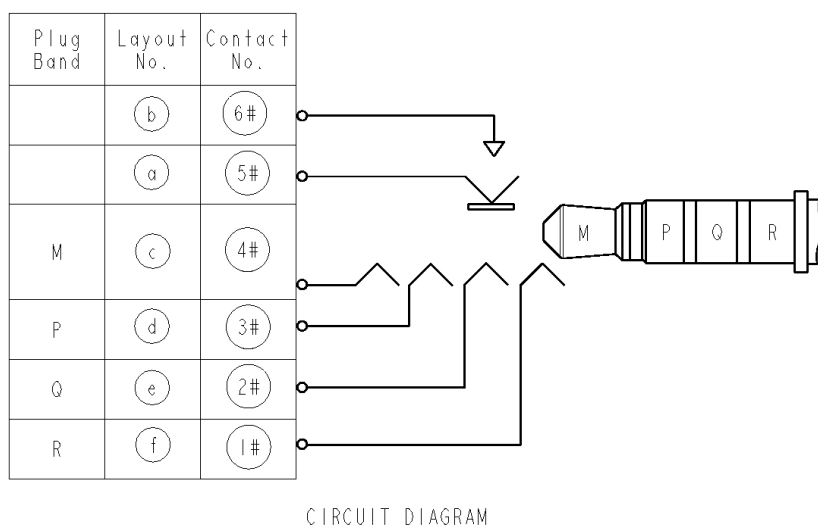 Plug Band Layout No. Contact No.
b 6#
a 5#
M c 4#
P d 3#
Q e 2#
R f 1#
M P Q R
CIRCUIT DIAGRAM